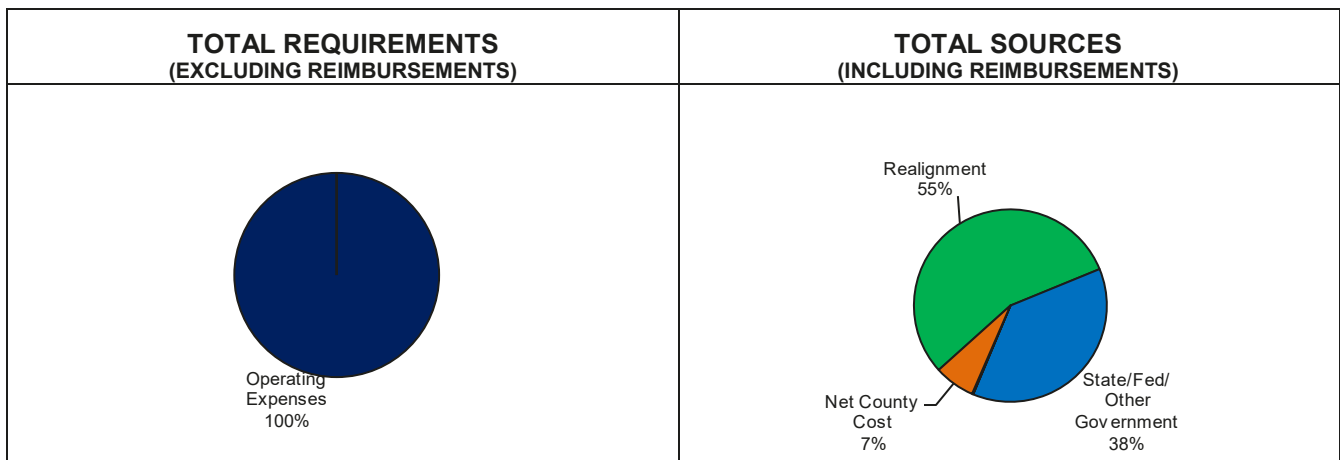 TOTAL REQUIREMENTS
(EXCLUDING REIMBURSEMENTS)
Operating
Expenses
100%
TOTAL SOURCES
(INCLUDING REIMBURSEMENTS)
Realignment
55%
Net County
Cost
7%
State/Fed/
Other
Government
38%